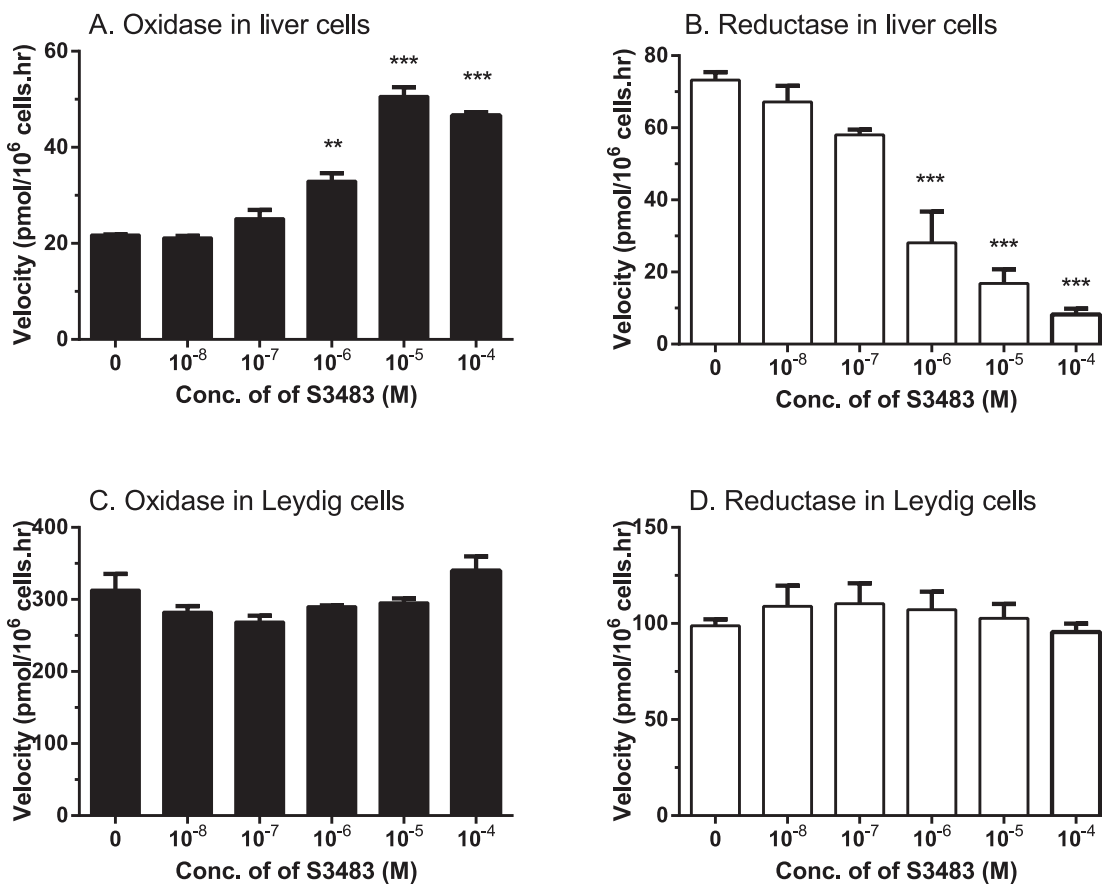 A. Oxidase in liver cells
Velocity (pmol/10⁶ cells.hr)
60
40
20
0
**
***
***
0 10⁻⁸ 10⁻⁷ 10⁻⁶ 10⁻⁵ 10⁻⁴
Conc. of of S3483 (M)
B. Reductase in liver cells
Velocity (pmol/10⁶ cells.hr)
80
60
40
20
0
***
***
***
0 10⁻⁸ 10⁻⁷ 10⁻⁶ 10⁻⁵ 10⁻⁴
Conc. of of S3483 (M)
C. Oxidase in Leydig cells
Velocity (pmol/10⁶ cells.hr)
400
300
200
100
0
0 10⁻⁸ 10⁻⁷ 10⁻⁶ 10⁻⁵ 10⁻⁴
Conc. of of S3483 (M)
D. Reductase in Leydig cells
Velocity (pmol/10⁶ cells.hr)
150
100
50
0
0 10⁻⁸ 10⁻⁷ 10⁻⁶ 10⁻⁵ 10⁻⁴
Conc. of of S3483 (M)